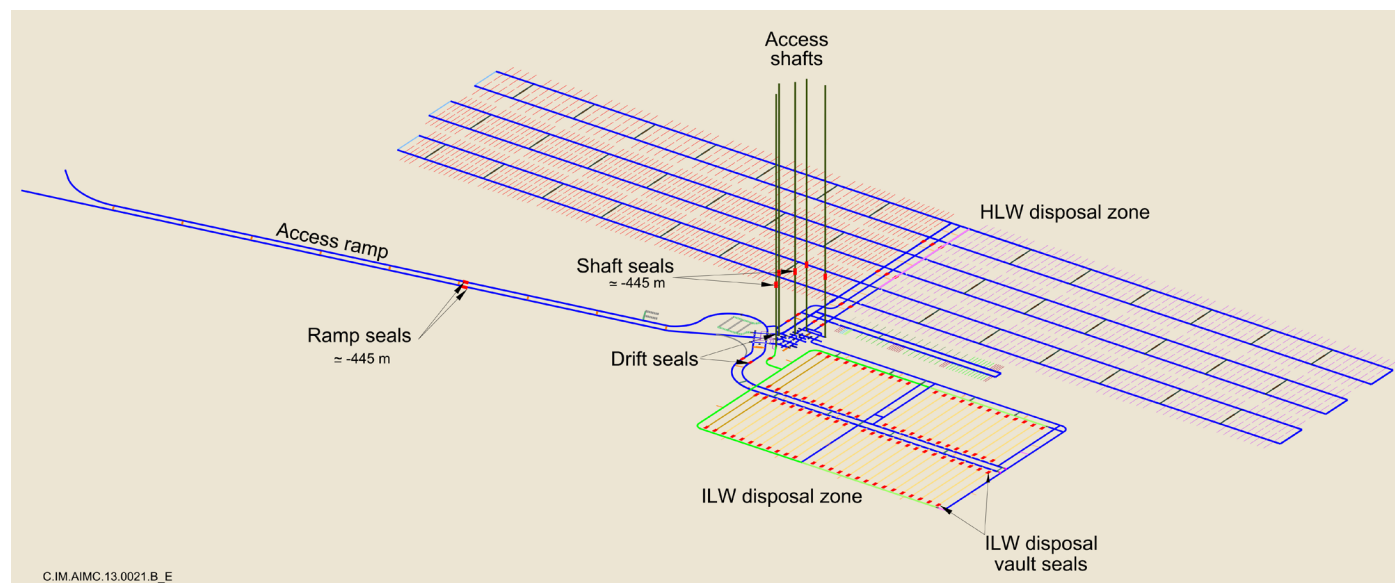 Access
shafts
HLW disposal zone
Access ramp
Shaft seals
≃ -445 m
Ramp seals
≃ -445 m
Drift seals
ILW disposal zone
ILW disposal
vault seals
C.IM.AIMC.13.0021.B_E